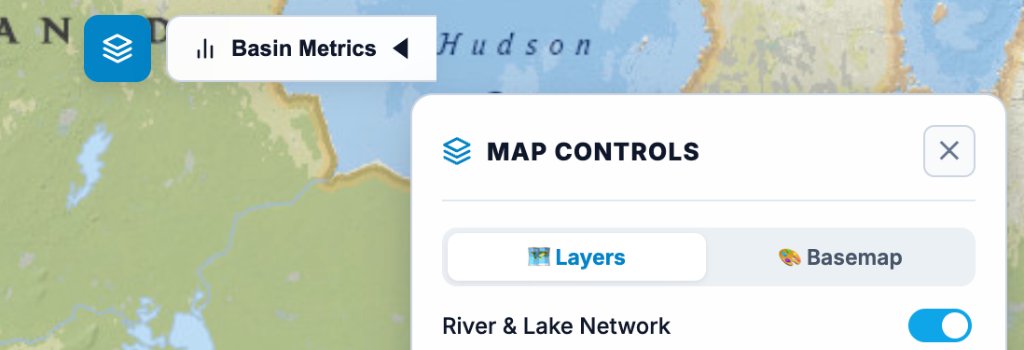 A N D
Basin Metrics
Hudson
MAP CONTROLS
Layers
Basemap
River & Lake Network